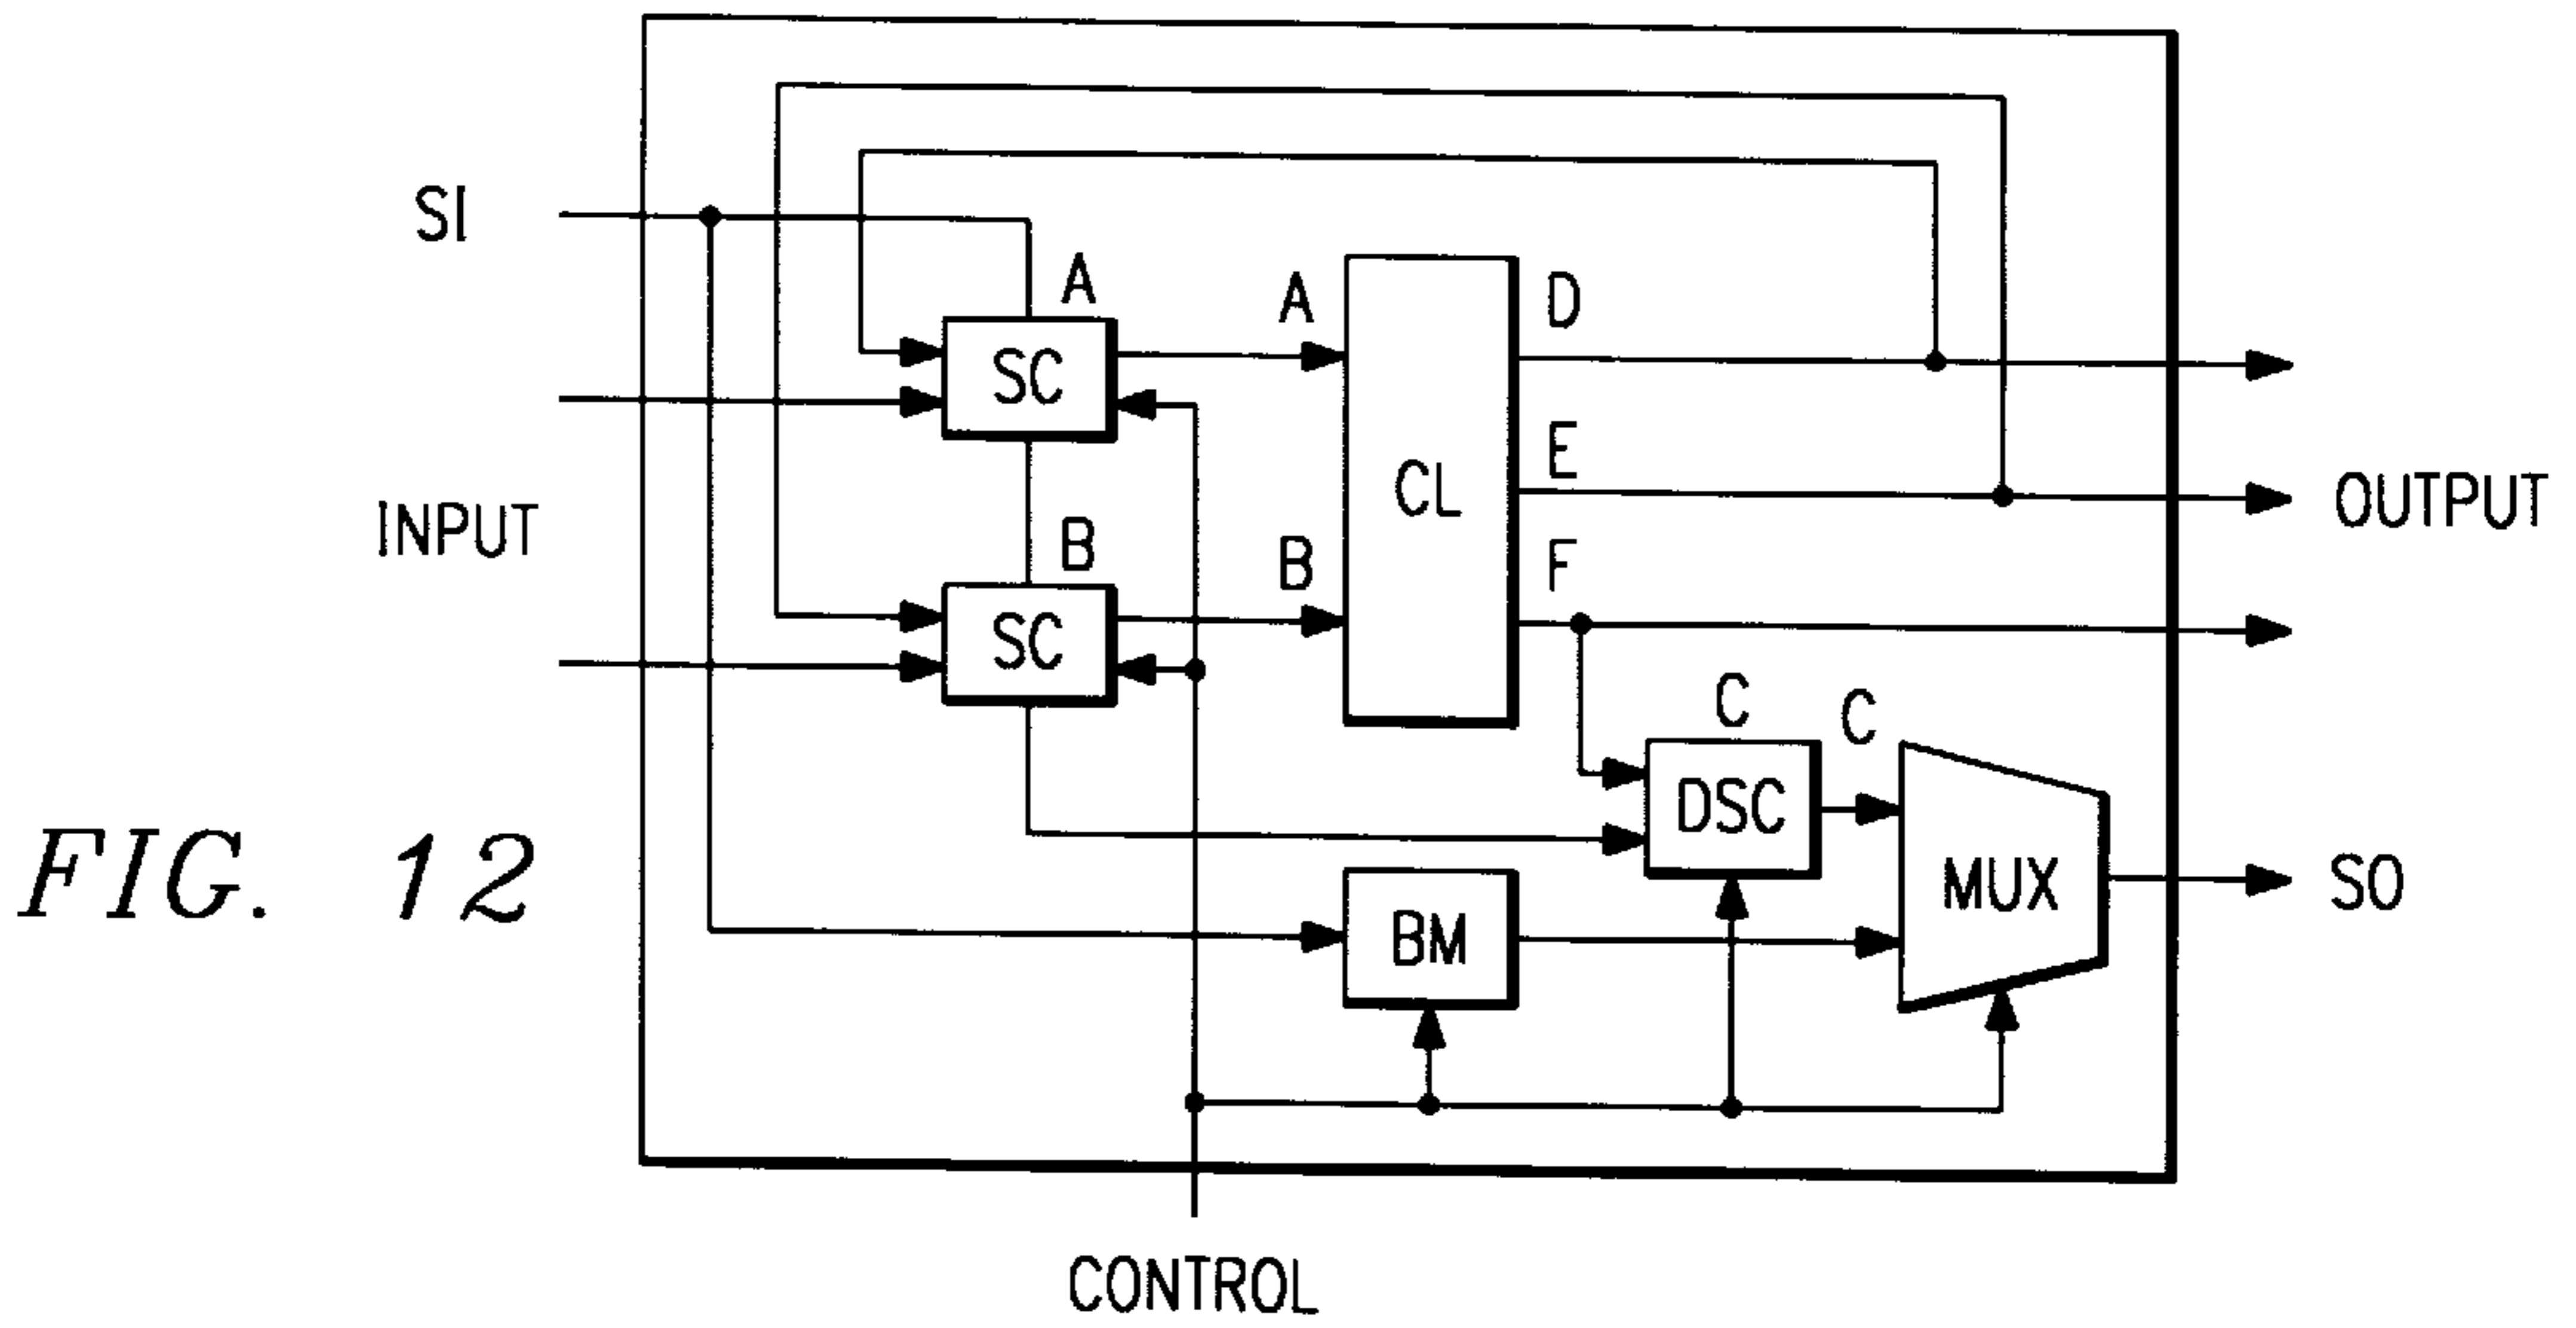 SI
A
A
D
SC
E
CL
INPUT
OUTPUT
B
B
F
SC
C
C
DSC
MUX
SO
BM
FIG. 12
CONTROL